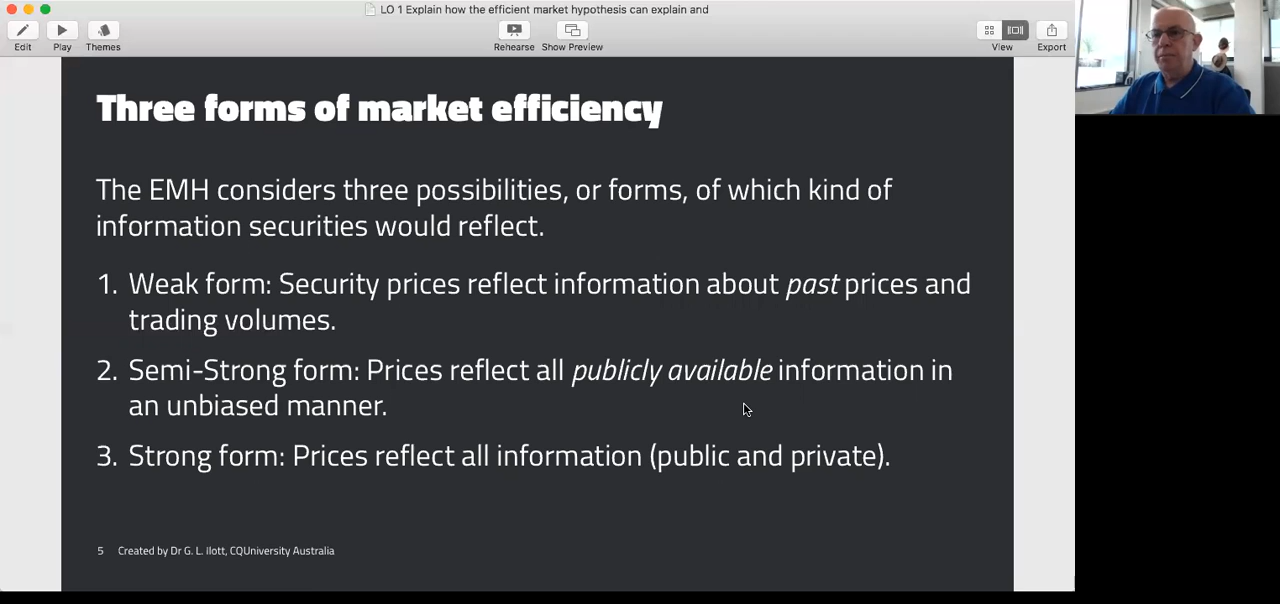 LO 1 Explain how the efficient market hypothesis can explain and
Edit
Play
Themes
Rehearse
Show Preview
View
Export
Three forms of market efficiency
The EMH considers three possibilities, or forms, of which kind of
information securities would reflect.
1. Weak form: Security prices reflect information about past prices and
trading volumes.
2. Semi-Strong form: Prices reflect all publicly available information in
an unbiased manner.
3. Strong form: Prices reflect all information (public and private).
5 Created by Dr G. L. Ilott, CQUniversity Australia